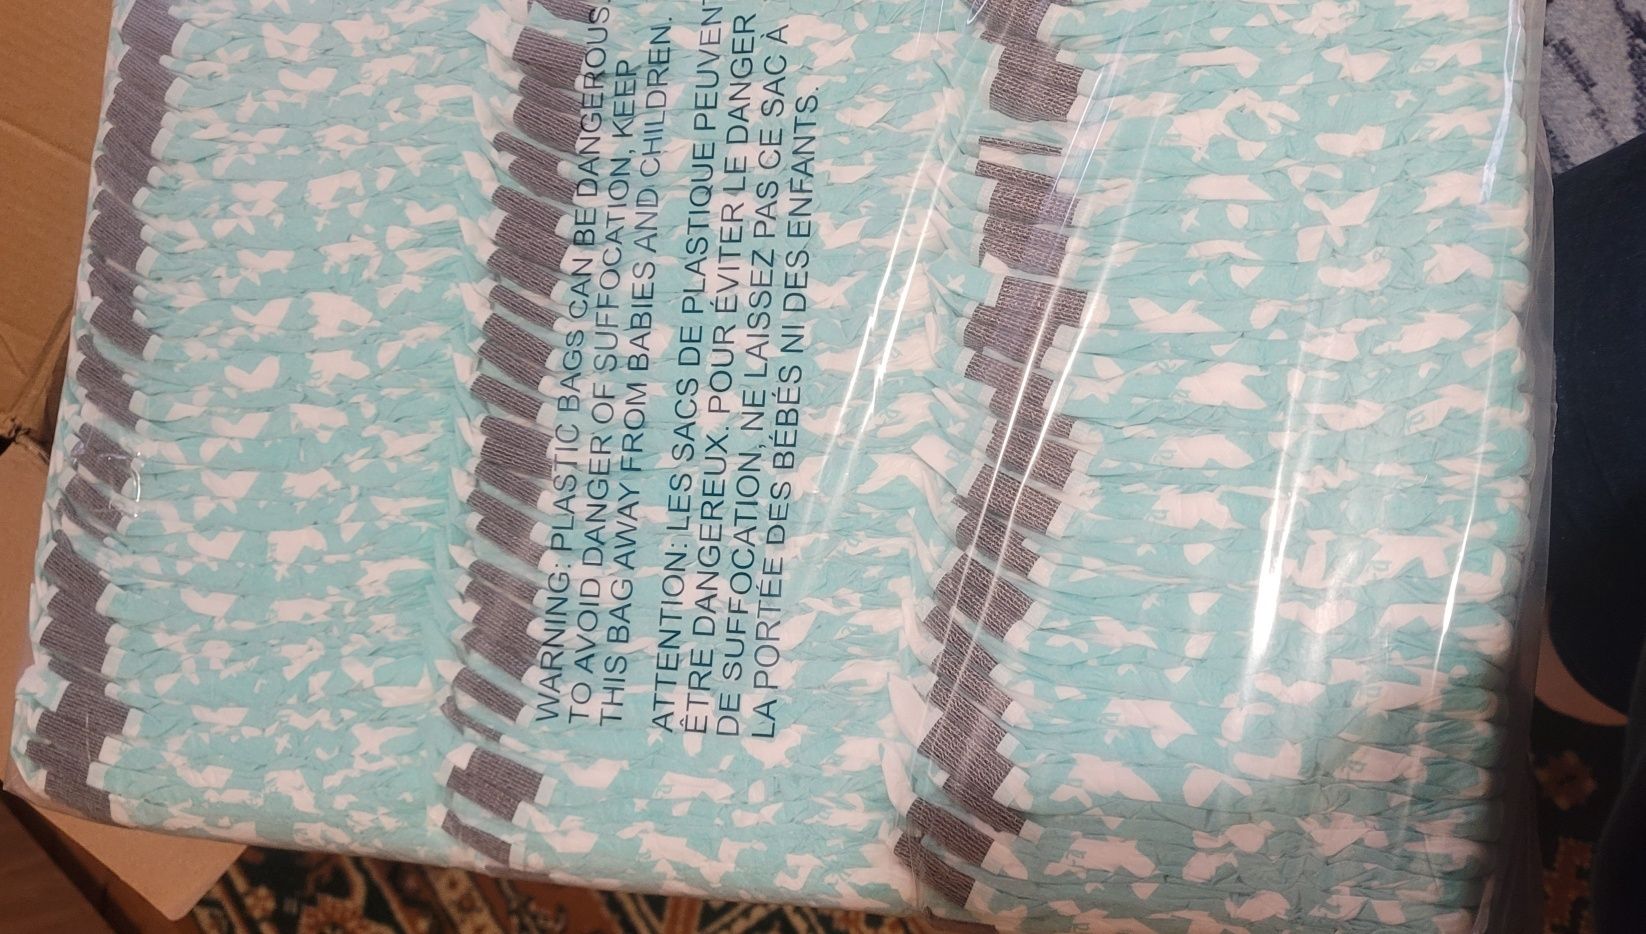 WARNING: PLASTIC BAGS CAN BE DANGEROUS.
TO AVOID DANGER OF SUFFOCATION, KEEP
THIS BAG AWAY FROM BABIES AND CHILDREN.
ATTENTION: LES SACS DE PLASTIQUE PEUVENT
ÊTRE DANGEREUX. POUR ÉVITER LE DANGER
DE SUFFOCATION, NE LAISSEZ PAS CE SAC À
LA PORTÉE DES BÉBÉS NI DES ENFANTS.